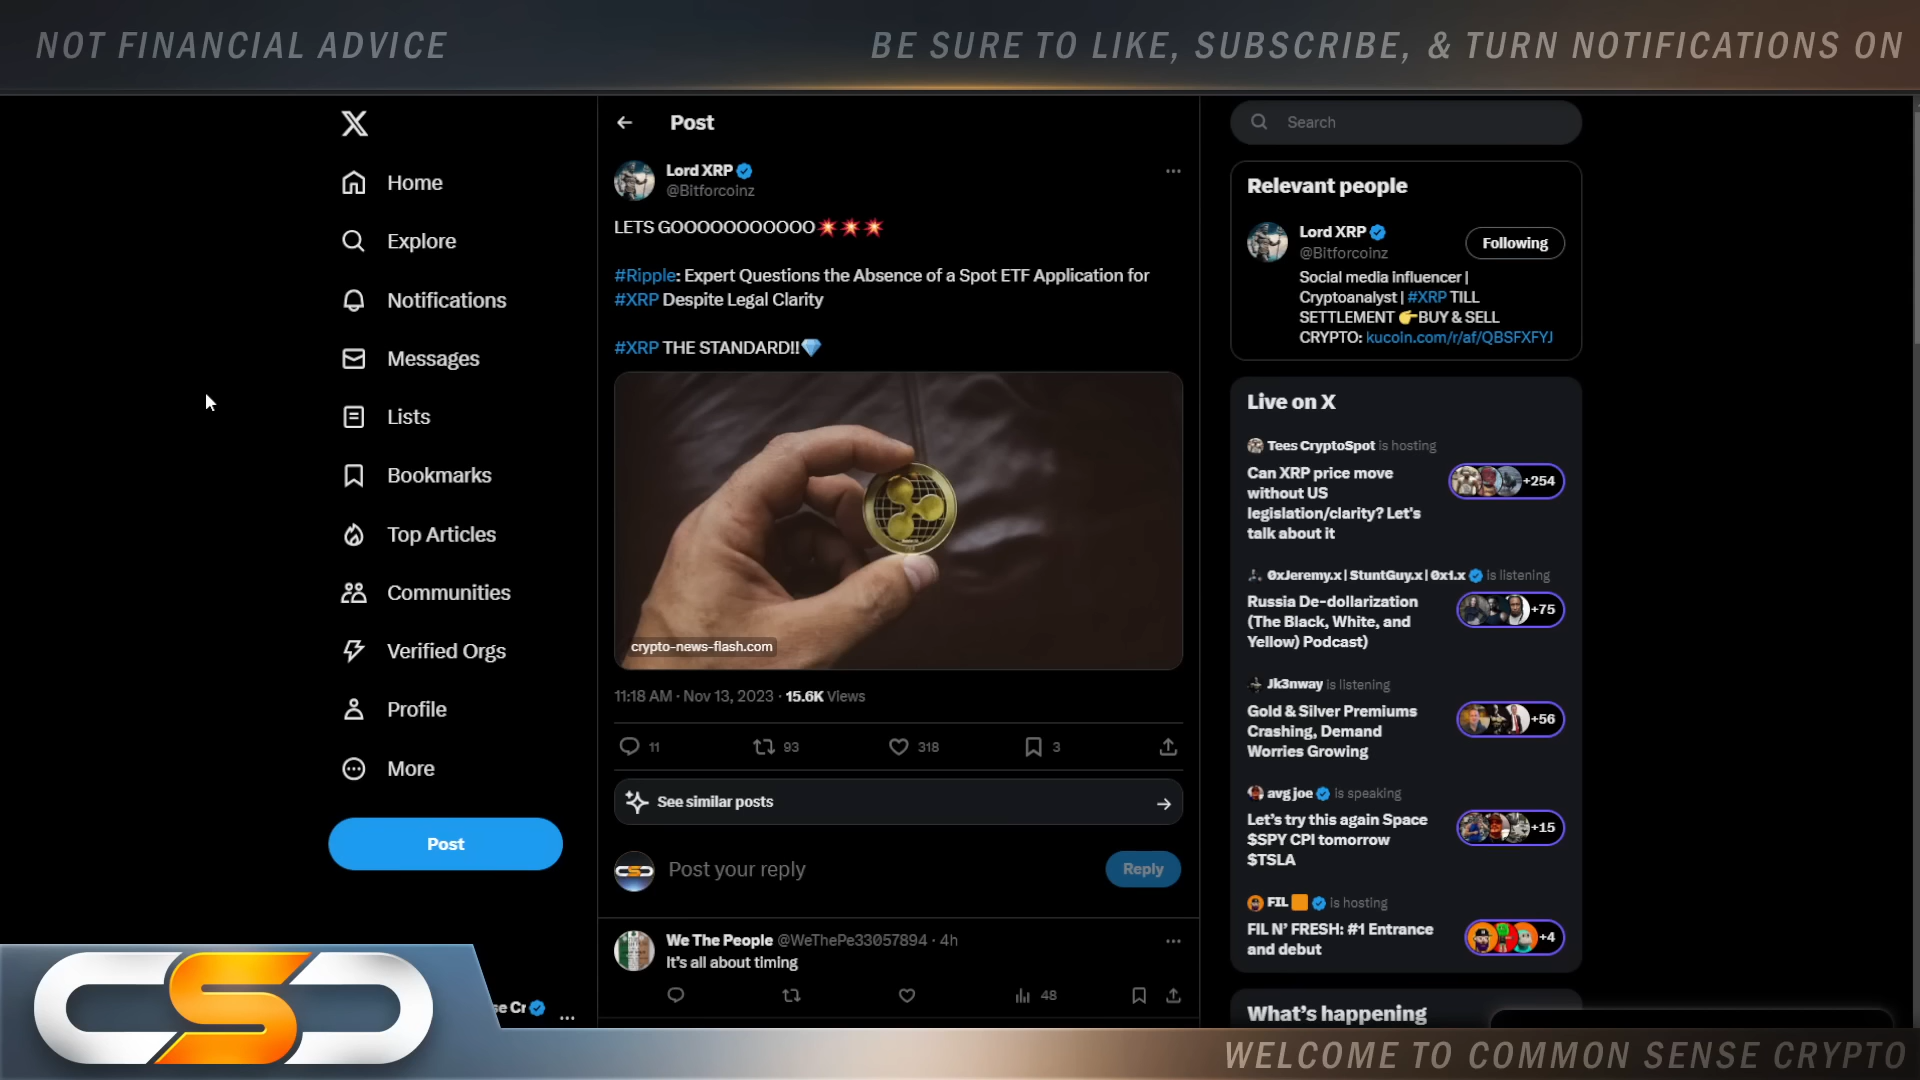 NOT FINANCIAL ADVICE
BE SURE TO LIKE, SUBSCRIBE, & TURN NOTIFICATIONS ON
Home
Explore
Notifications
Messages
Lists
Bookmarks
Top Articles
Communities
Verified Orgs
Profile
More
Post
se Cr
Post
Lord XRP
@Bitforcoinz
LETS GOOOOOOOOOOO💥💥💥
#Ripple: Expert Questions the Absence of a Spot ETF Application for
#XRP Despite Legal Clarity
#XRP THE STANDARD!!💎
crypto-news-flash.com
11:18 AM · Nov 13, 2023 · 15.6K Views
11 93 318 3
See similar posts
Post your reply
Reply
We The People @WeThePe33057894 · 4h
It's all about timing
48
Search
Relevant people
Lord XRP
@Bitforcoinz
Following
Social media influencer |
Cryptoanalyst | #XRP TILL
SETTLEMENT 👉BUY & SELL
CRYPTO: kucoin.com/r/af/QBSFXFYJ
Live on X
Tees CryptoSpot is hosting
Can XRP price move
without US
legislation/clarity? Let's
talk about it
+254
0xJeremy.x | StuntGuy.x | 0x1.x is listening
Russia De-dollarization
(The Black, White, and
Yellow) Podcast)
+75
Jk3nway is listening
Gold & Silver Premiums
Crashing, Demand
Worries Growing
+56
avg joe is speaking
Let's try this again Space
$SPY CPI tomorrow
$TSLA
+15
FIL 🟧 is hosting
FIL N' FRESH: #1 Entrance
and debut
+4
What's happening
CSC
WELCOME TO COMMON SENSE CRYPTO